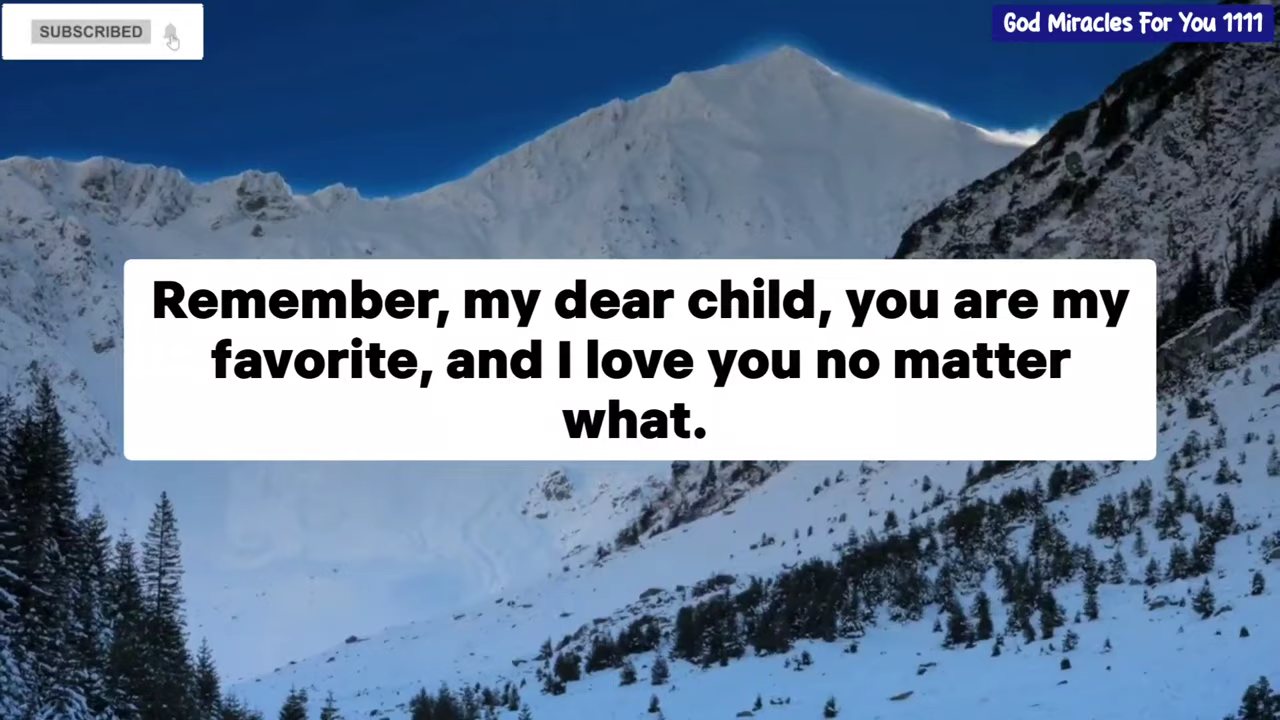 SUBSCRIBED
God Miracles For You 1111
Remember, my dear child, you are my
favorite, and I love you no matter
what.